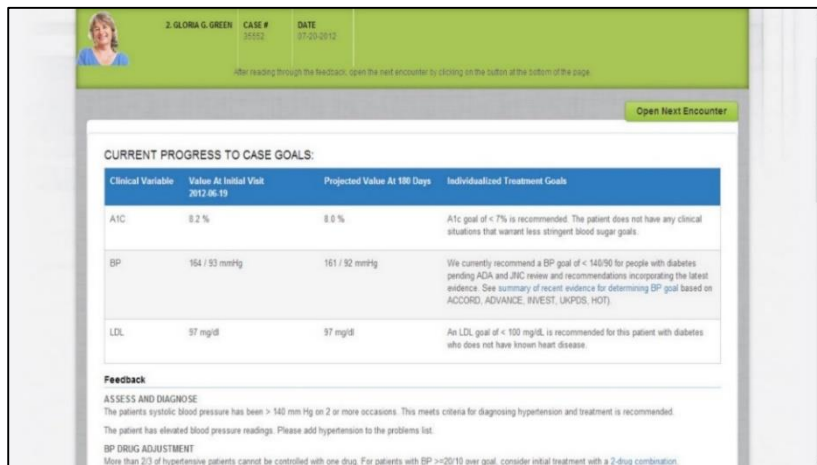 2. GLORIA G. GREEN CASE # DATE
35552 07-20-2012
After reading through the feedback, open the next encounter by clicking on the button at the bottom of the page.
Open Next Encounter
CURRENT PROGRESS TO CASE GOALS:
Clinical Variable Value At Initial Visit Projected Value At 180 Days Individualized Treatment Goals
2012-06-19
A1C 8.2 % 8.0 % A1c goal of < 7% is recommended. The patient does not have any clinical
situations that warrant less stringent blood sugar goals.
BP 164 / 93 mmHg 161 / 92 mmHg We currently recommend a BP goal of < 140/90 for people with diabetes
pending ADA and JNC review and recommendations incorporating the latest
evidence. See summary of recent evidence for determining BP goal based on
ACCORD, ADVANCE, INVEST, UKPDS, HOT).
LDL 97 mg/dl 97 mg/dl An LDL goal of < 100 mg/dL is recommended for this patient with diabetes
who does not have known heart disease.
Feedback
ASSESS AND DIAGNOSE
The patients systolic blood pressure has been > 140 mm Hg on 2 or more occasions. This meets criteria for diagnosing hypertension and treatment is recommended.
The patient has elevated blood pressure readings. Please add hypertension to the problems list.
BP DRUG ADJUSTMENT
More than 2/3 of hypertensive patients cannot be controlled with one drug. For patients with BP >=20/10 over goal, consider initial treatment with a 2-drug combination.